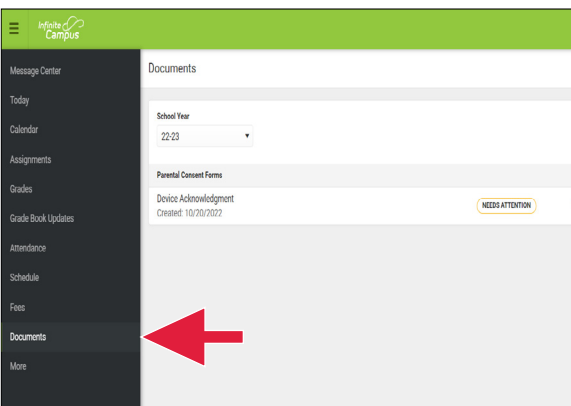 Infinite
Campus
Message Center
Today
Calendar
Assignments
Grades
Grade Book Updates
Attendance
Schedule
Fees
Documents
More
Documents
School Year
22-23
Parental Consent Forms
Device Acknowledgment
Created: 10/20/2022
NEEDS ATTENTION